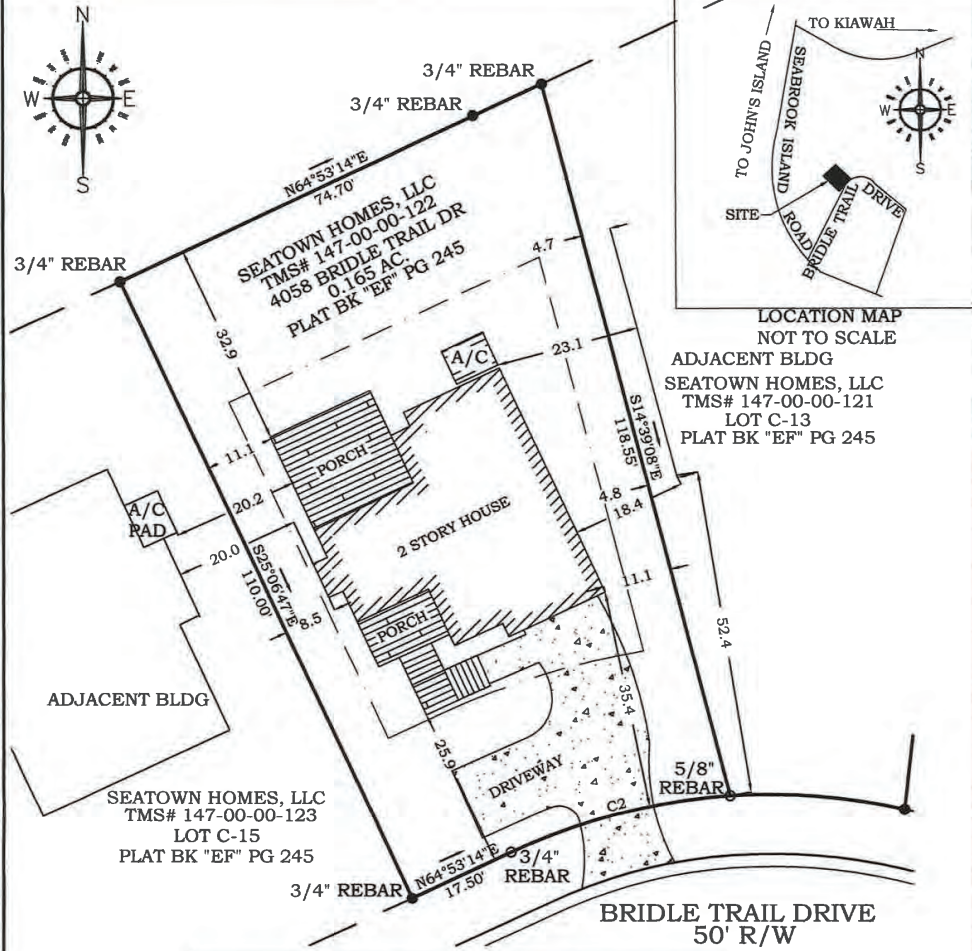 N
W E
S
3/4" REBAR
3/4" REBAR
3/4" REBAR
N64°53'14"E
74.70'
SEATOWN HOMES, LLC
TMS# 147-00-00-122
4058 BRIDLE TRAIL DR
0.165 AC.
PLAT BK "EF" PG 245
TO KIAWAH
TO JOHN'S ISLAND
SEABROOK ISLAND
ROAD
N
W E
S
SITE
BRIDLE TRAIL
DRIVE
LOCATION MAP
NOT TO SCALE
ADJACENT BLDG
SEATOWN HOMES, LLC
TMS# 147-00-00-121
LOT C-13
PLAT BK "EF" PG 245
4.7
32.9
A/C
23.1
S14°39'08"E
118.55'
11.1
PORCH
20.2
A/C
PAD
2 STORY HOUSE
4.8
18.4
20.0
S25°06'47"E
110.00'
8.5
11.1
PORCH
52.4
ADJACENT BLDG
35.4
25.9
DRIVEWAY
5/8"
REBAR
C2
SEATOWN HOMES, LLC
TMS# 147-00-00-123
LOT C-15
PLAT BK "EF" PG 245
3/4" REBAR
N64°53'14"E
17.50'
3/4"
REBAR
BRIDLE TRAIL DRIVE
50' R/W